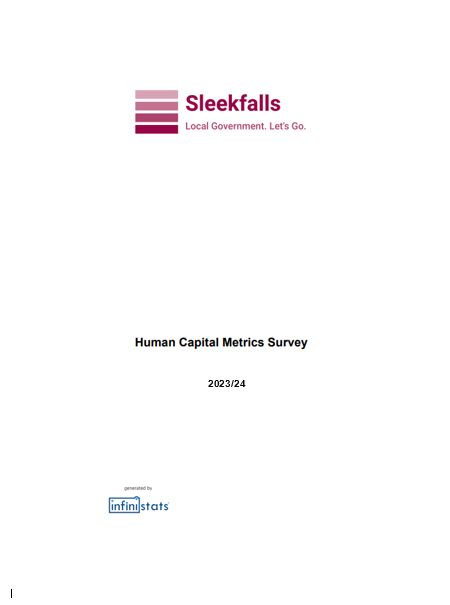 Sleekfalls
Local Government. Let's Go.
Human Capital Metrics Survey
2023/24
generated by
infinistats